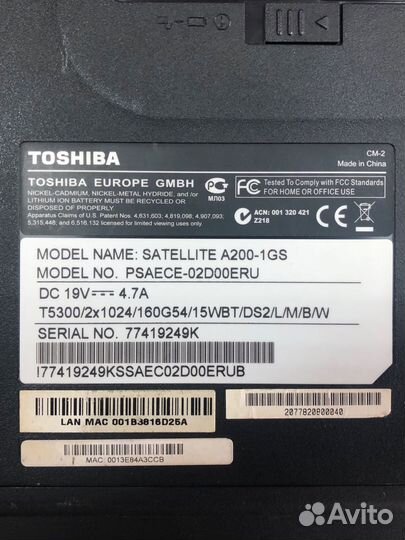 CM-2
Made in China
TOSHIBA
TOSHIBA EUROPE GMBH
NICKEL-CADMIUM, NICKEL-METAL HYDRIDE, and /or
LITHIUM ION BATTERY MUST BE RECYCLED OR
DISPOSED OF PROPERLY.
Apparatus Claims of U.S. Patent Nos. 4,631,603; 4,819,098; 4,907,093;
5,315,448; and 6,516,132 licensed for limited viewing uses only.
МЛ03
FC Tested To Comply with FCC Standards
FOR HOME OR OFFICE USE
ACN: 001 320 421
Z218
MODEL NAME: SATELLITE A200-1GS
MODEL NO. PSAECE-02D00ERU
DC 19V 4.7A
T5300/2x1024/160G54/15WBT/DS2/L/M/B/W
SERIAL NO. 77419249K
I77419249KSSAEC02D00ERUB
LAN MAC 001B3816D25A
2077820B00040
MAC: 0013E84A3CCB
Avito